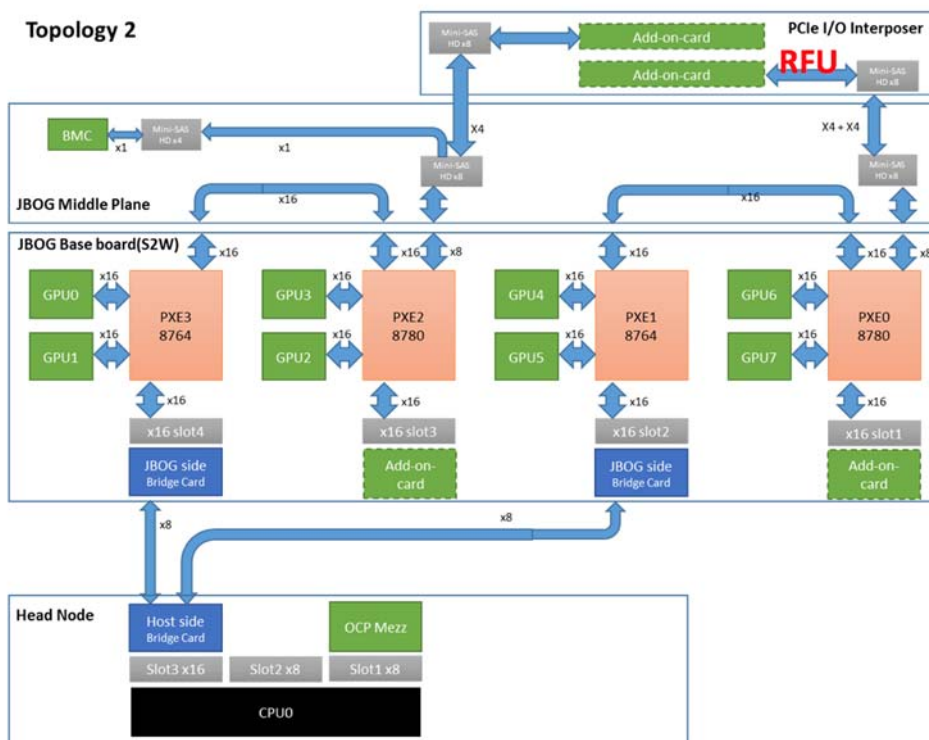 Topology 2
PCIe I/O Interposer
Mini-SAS
HD x8
Add-on-card
Add-on-card
RFU
Mini-SAS
HD x8
BMC
x1
Mini-SAS
HD x4
x1
X4
X4 + X4
Mini-SAS
HD x8
Mini-SAS
HD x8
x16
x16
JBOG Middle Plane
JBOG Base board(S2W)
x16
x16
x8
x16
x16
x8
GPU0
x16
PXE3
8764
GPU1
x16
GPU3
x16
PXE2
8780
GPU2
x16
GPU4
x16
PXE1
8764
GPU5
x16
GPU6
x16
PXE0
8780
GPU7
x16
x16
x16
x16
x16
x16 slot4
x16 slot3
x16 slot2
x16 slot1
JBOG side
Bridge Card
Add-on-
card
JBOG side
Bridge Card
Add-on-
card
x8
x8
Head Node
Host side
Bridge Card
OCP Mezz
Slot3 x16
Slot2 x8
Slot1 x8
CPU0